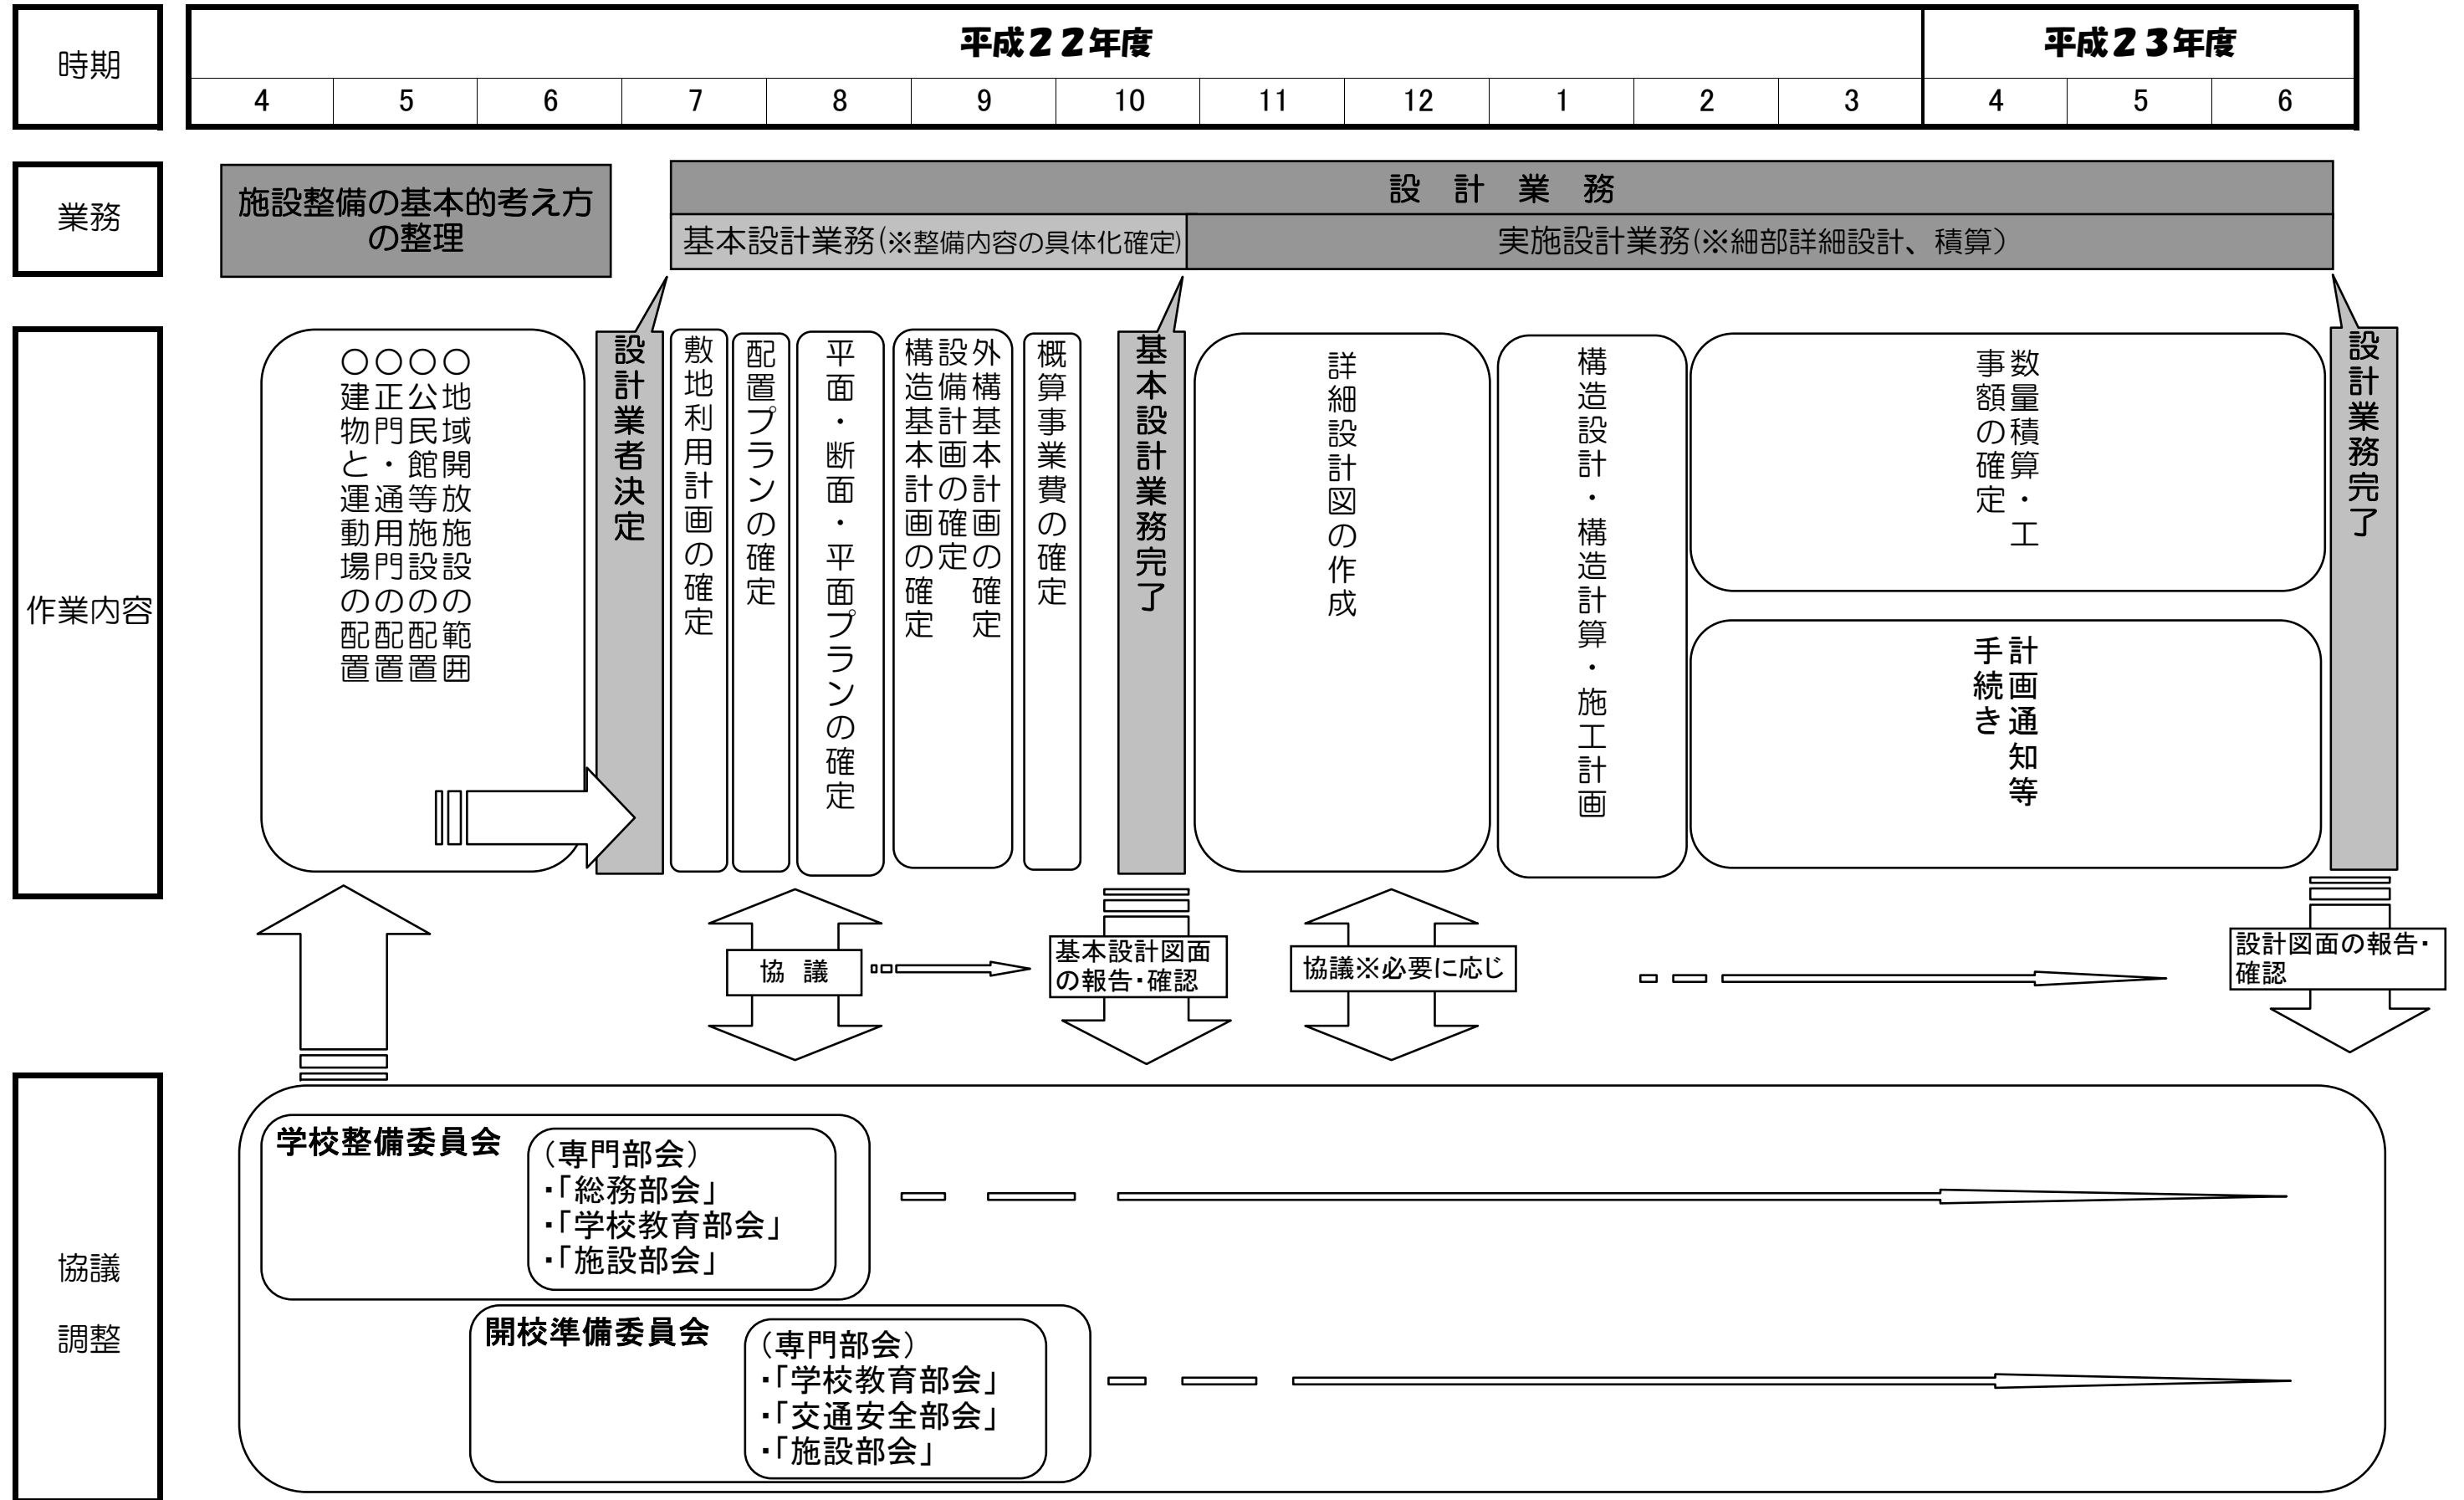 時期
平成２２年度
平成２３年度
4 5 6 7 8 9 10 11 12 1 2 3 4 5 6
業務
施設整備の基本的考え方
の整理
設　計　業　務
基本設計業務(※整備内容の具体化確定)
実施設計業務(※細部詳細設計、積算）
作業内容
○地域開放施設の範囲
○公民館等施設の配置
○正門・通用門の配置
○建物と運動場の配置
設計業者決定
敷地利用計画の確定
配置プランの確定
平面・断面・平面プランの確定
外構基本計画の確定
設備計画の確定
構造基本計画の確定
概算事業費の確定
基本設計業務完了
詳細設計図の作成
構造設計・構造計算・施工計画
数量積算・工
事額の確定
計画通知等
手続き
設計業務完了
協　議
基本設計図面
の報告・確認
協議※必要に応じ
設計図面の報告・
確認
協議
調整
学校整備委員会
（専門部会）
・「総務部会」
・「学校教育部会」
・「施設部会」
開校準備委員会
（専門部会）
・「学校教育部会」
・「交通安全部会」
・「施設部会」